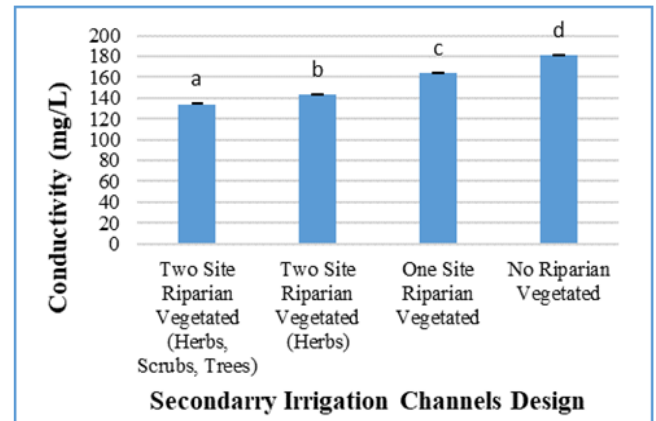 Conductivity (mg/L)
200
180
160
140
120
100
80
60
40
20
0
a
b
c
d
Two Site
Riparian
Vegetated
(Herbs,
Scrubs, Trees)
Two Site
Riparian
Vegetated
(Herbs)
One Site
Riparian
Vegetated
No Riparian
Vegetated
Secondarry Irrigation Channels Design